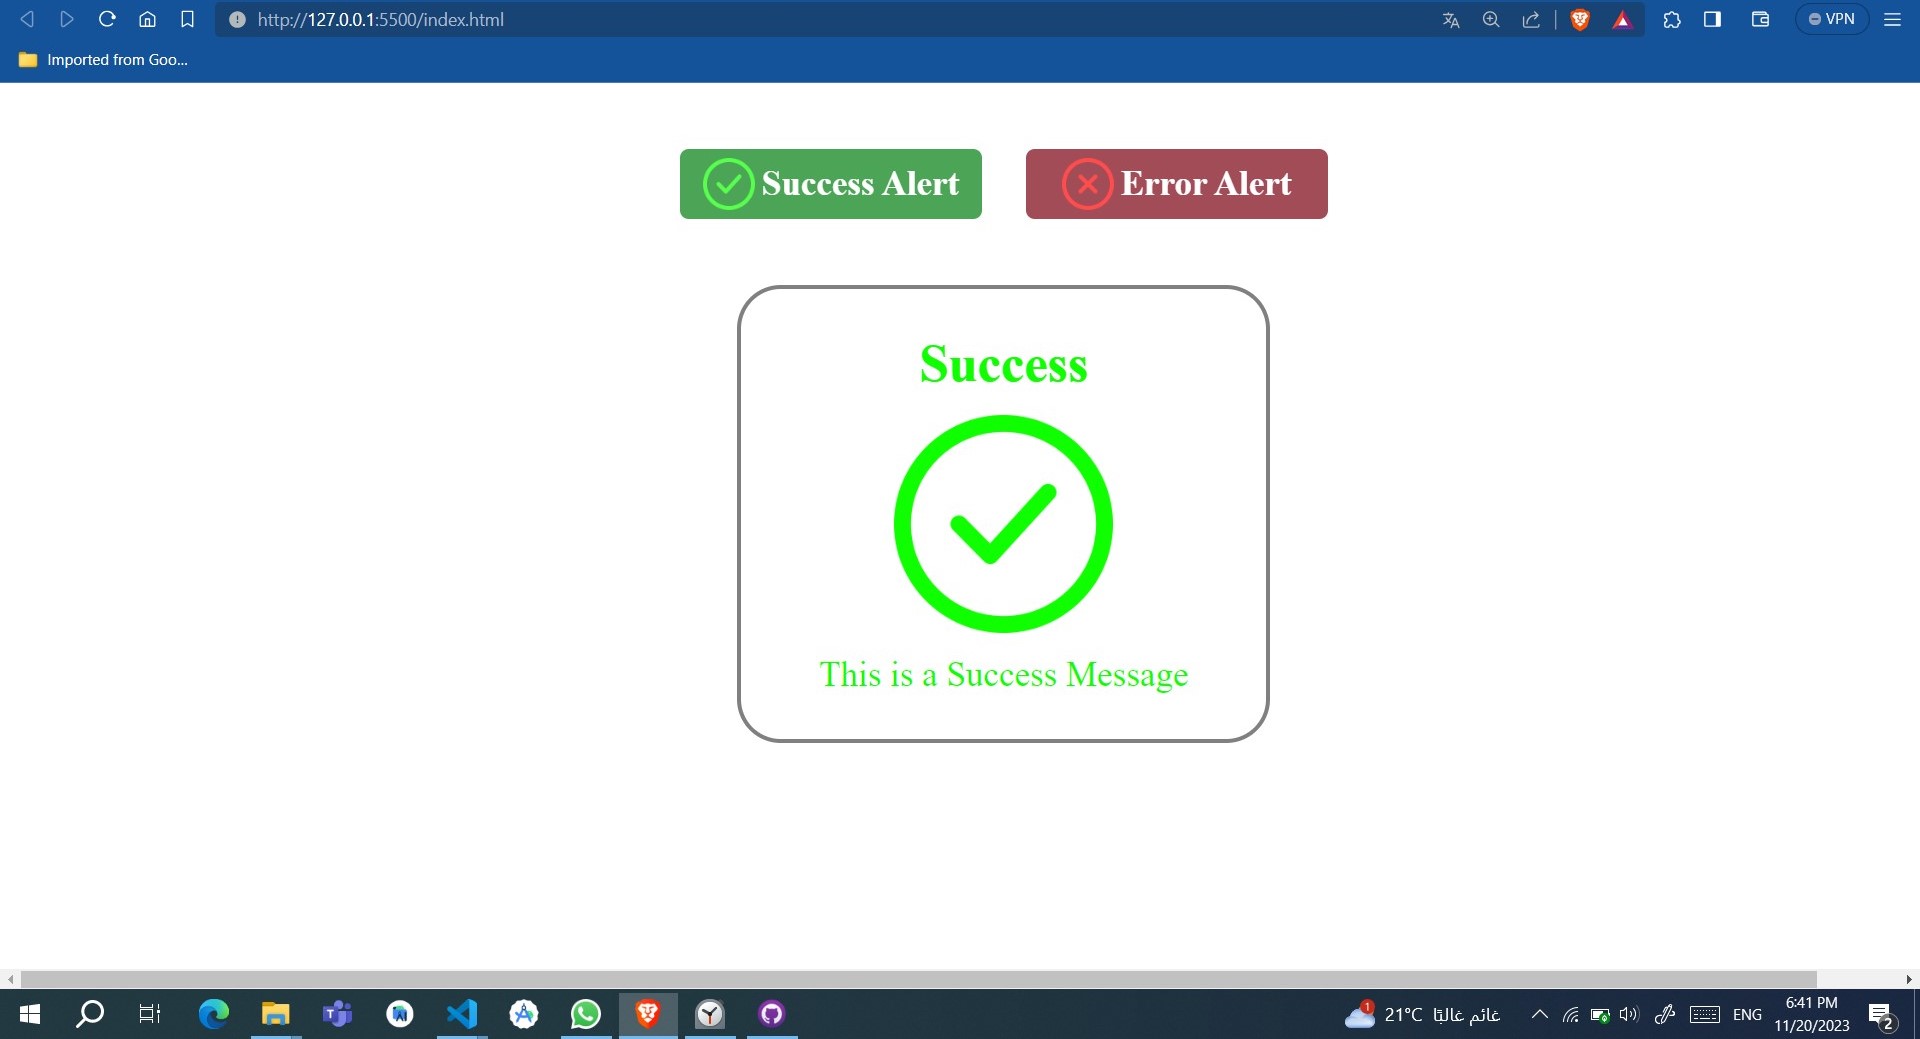 http://127.0.0.1:5500/index.html
VPN
Imported from Goo...
Success Alert
Error Alert
Success
This is a Success Message
1
21°C غائم غالبًا
ENG
6:41 PM
11/20/2023
2